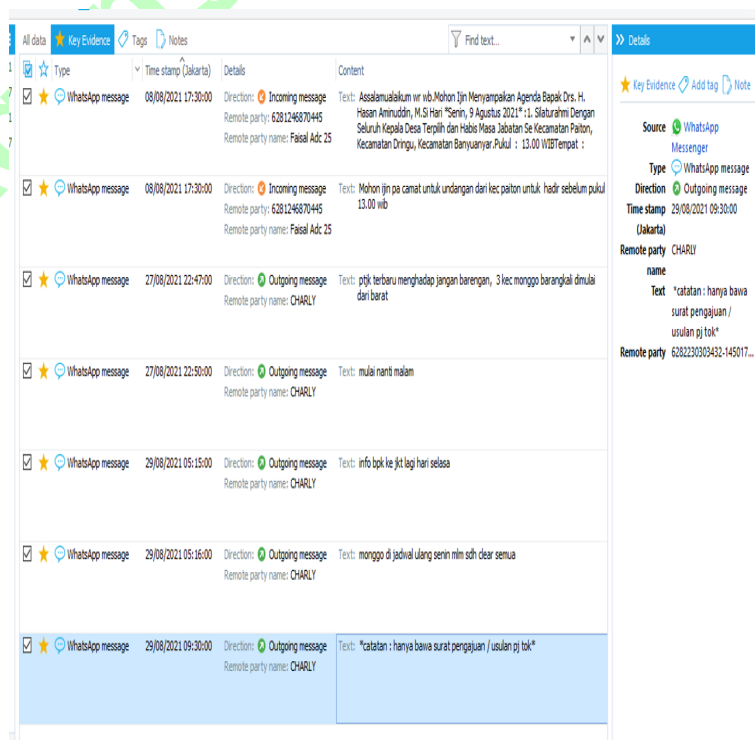 All data Key Evidence Tags Notes Find text... Details
Type Time stamp (Jakarta) Details Content
WhatsApp message 08/08/2021 17:30:00 Direction: Incoming message Text: Assalamualaikum wr wb.Mohon Ijin Menyampaikan Agenda Bapak Drs. H.
Remote party: 6281246870445 Hasan Aminuddin, M.Si Hari *Senin, 9 Agustus 2021* :1. Silaturahmi Dengan
Remote party name: Faisal Adc 25 Seluruh Kepala Desa Terpilih dan Habis Masa Jabatan Se Kecamatan Paiton,
Kecamatan Dringu, Kecamatan Banyuanyar.Pukul : 13.00 WIBTempat :
WhatsApp message 08/08/2021 17:30:00 Direction: Incoming message Text: Mohon ijin pa camat untuk undangan dari kec paiton untuk hadir sebelum pukul
Remote party: 6281246870445 13.00 wib
Remote party name: Faisal Adc 25
WhatsApp message 27/08/2021 22:47:00 Direction: Outgoing message Text: ptjk terbaru menghadap jangan barengan, 3 kec monggo barangkali dimulai
Remote party name: CHARLY dari barat
WhatsApp message 27/08/2021 22:50:00 Direction: Outgoing message Text: mulai nanti malam
Remote party name: CHARLY
WhatsApp message 29/08/2021 05:15:00 Direction: Outgoing message Text: info bpk ke jkt lagi hari selasa
Remote party name: CHARLY
WhatsApp message 29/08/2021 05:16:00 Direction: Outgoing message Text: monggo di jadwal ulang senin mlm sdh clear semua
Remote party name: CHARLY
WhatsApp message 29/08/2021 09:30:00 Direction: Outgoing message Text: *catatan : hanya bawa surat pengajuan / usulan pj tok*
Remote party name: CHARLY
Key Evidence Add tag Note
Source WhatsApp
Messenger
Type WhatsApp message
Direction Outgoing message
Time stamp 29/08/2021 09:30:00
(Jakarta)
Remote party CHARLY
name
Text *catatan : hanya bawa
surat pengajuan /
usulan pj tok*
Remote party 6282230303432-145017...